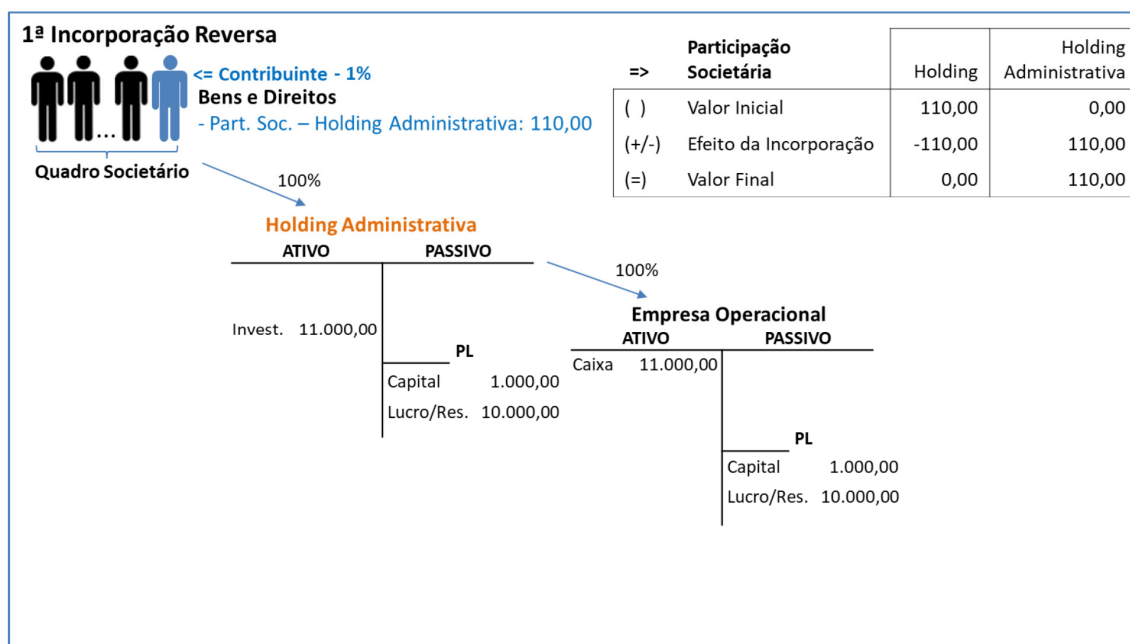 1ª Incorporação Reversa
<= Contribuinte - 1%
Bens e Direitos
- Part. Soc. – Holding Administrativa: 110,00
...
Quadro Societário
=> Participação Societária Holding Holding Administrativa
( ) Valor Inicial 110,00 0,00
(+/-) Efeito da Incorporação -110,00 110,00
(=) Valor Final 0,00 110,00
100%
Holding Administrativa
ATIVO PASSIVO
Invest. 11.000,00
PL
Capital 1.000,00
Lucro/Res. 10.000,00
100%
Empresa Operacional
ATIVO PASSIVO
Caixa 11.000,00
PL
Capital 1.000,00
Lucro/Res. 10.000,00